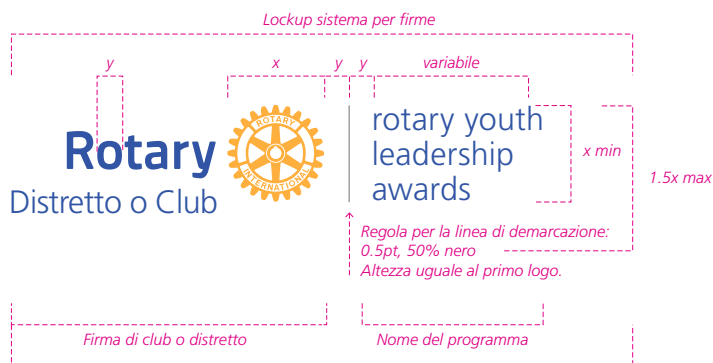 Lockup sistema per firme
y x y y variabile
ROTARY
INTERNATIONAL
Rotary
Distretto o Club
rotary youth
leadership
awards
x min
1.5x max
Regola per la linea di demarcazione:
0.5pt, 50% nero
Altezza uguale al primo logo.
Firma di club o distretto
Nome del programma